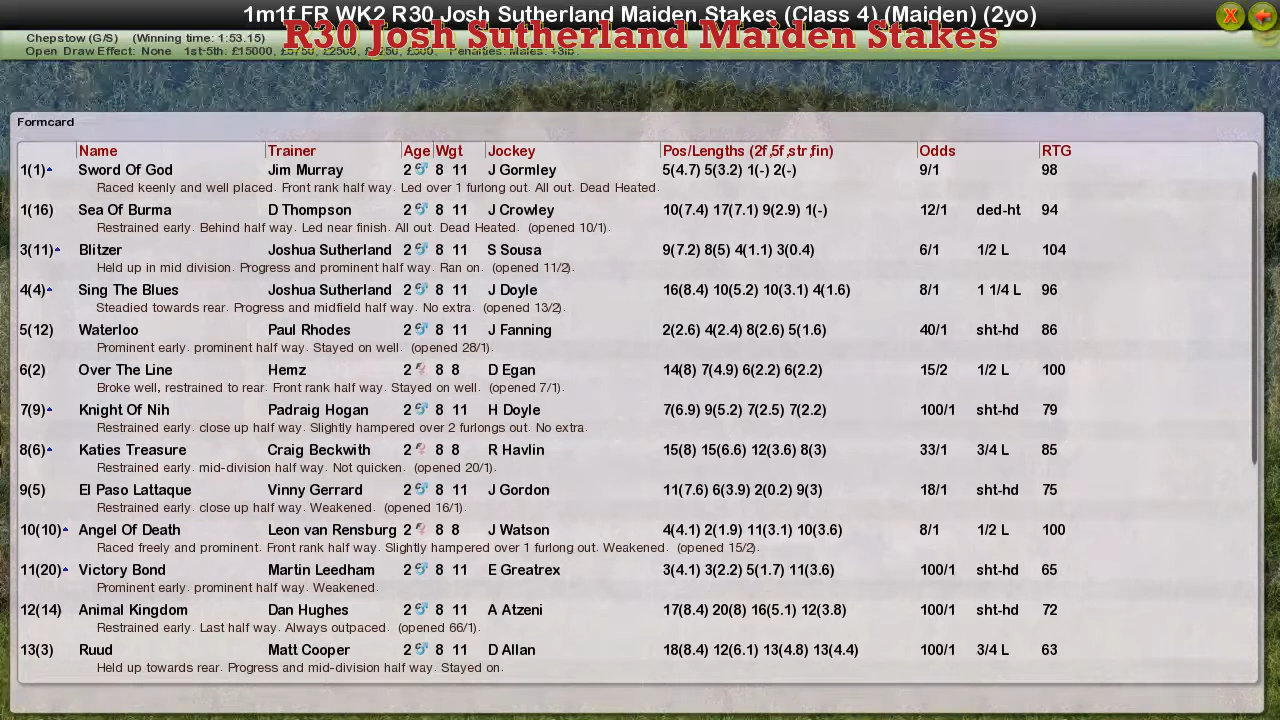 1m1f FR WK2 R30 Josh Sutherland Maiden Stakes (Class 4) (Maiden) (2yo)
R30 Josh Sutherland Maiden Stakes
Chepstow (G/S) (Winning time: 1:53.15)
Open Draw Effect: None 1st-5th: £15000, £5750, £2500, £1250, £500, Penalties: Males: +3lb.
Formcard
Name Trainer Age Wgt Jockey Pos/Lengths (2f,5f,str,fin) Odds RTG
1(1) Sword Of God Jim Murray 2 8 11 J Gormley 5(4.7) 5(3.2) 1(-) 2(-) 9/1 98
Raced keenly and well placed. Front rank half way. Led over 1 furlong out. All out. Dead Heated.
1(16) Sea Of Burma D Thompson 2 8 11 J Crowley 10(7.4) 17(7.1) 9(2.9) 1(-) 12/1 ded-ht 94
Restrained early. Behind half way. Led near finish. All out. Dead Heated. (opened 10/1).
3(11) Blitzer Joshua Sutherland 2 8 11 S Sousa 9(7.2) 8(5) 4(1.1) 3(0.4) 6/1 1/2 L 104
Held up in mid division. Progress and prominent half way. Ran on. (opened 11/2).
4(4) Sing The Blues Joshua Sutherland 2 8 11 J Doyle 16(8.4) 10(5.2) 10(3.1) 4(1.6) 8/1 1 1/4 L 96
Steadied towards rear. Progress and midfield half way. No extra. (opened 13/2).
5(12) Waterloo Paul Rhodes 2 8 11 J Fanning 2(2.6) 4(2.4) 8(2.6) 5(1.6) 40/1 sht-hd 86
Prominent early. prominent half way. Stayed on well. (opened 28/1).
6(2) Over The Line Hemz 2 8 8 D Egan 14(8) 7(4.9) 6(2.2) 6(2.2) 15/2 1/2 L 100
Broke well, restrained to rear. Front rank half way. Stayed on well. (opened 7/1).
7(9) Knight Of Nih Padraig Hogan 2 8 11 H Doyle 7(6.9) 9(5.2) 7(2.5) 7(2.2) 100/1 sht-hd 79
Restrained early. close up half way. Slightly hampered over 2 furlongs out. No extra.
8(6) Katies Treasure Craig Beckwith 2 8 8 R Havlin 15(8) 15(6.6) 12(3.6) 8(3) 33/1 3/4 L 85
Restrained early. mid-division half way. Not quicken. (opened 20/1).
9(5) El Paso Lattaque Vinny Gerrard 2 8 11 J Gordon 11(7.6) 6(3.9) 2(0.2) 9(3) 18/1 sht-hd 75
Restrained early. close up half way. Weakened. (opened 16/1).
10(10) Angel Of Death Leon van Rensburg 2 8 8 J Watson 4(4.1) 2(1.9) 11(3.1) 10(3.6) 8/1 1/2 L 100
Raced freely and prominent. Front rank half way. Slightly hampered over 1 furlong out. Weakened. (opened 15/2).
11(20) Victory Bond Martin Leedham 2 8 11 E Greatrex 3(4.1) 3(2.2) 5(1.7) 11(3.6) 100/1 sht-hd 65
Prominent early. prominent half way. Weakened.
12(14) Animal Kingdom Dan Hughes 2 8 11 A Atzeni 17(8.4) 20(8) 16(5.1) 12(3.8) 100/1 sht-hd 72
Restrained early. Last half way. Always outpaced. (opened 66/1).
13(3) Ruud Matt Cooper 2 8 11 D Allan 18(8.4) 12(6.1) 13(4.8) 13(4.4) 100/1 3/4 L 63
Held up towards rear. Progress and mid-division half way. Stayed on.